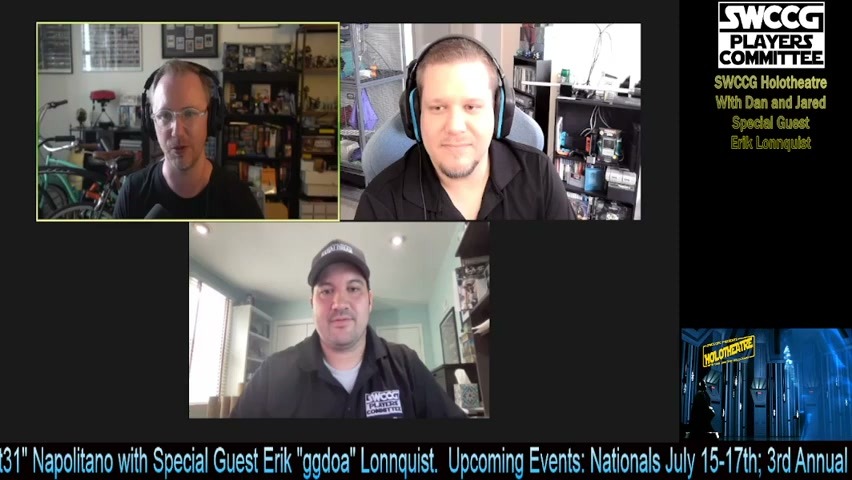 SWCCG
PLAYERS
COMMITTEE
SWCCG Holotheatre
With Dan and Jared
Special Guest
Erik Lonnquist
SWCCG
PLAYERS
COMMITTEE
HOLOTHEATRE
t31" Napolitano with Special Guest Erik "ggdoa" Lonnquist. Upcoming Events: Nationals July 15-17th; 3rd Annual